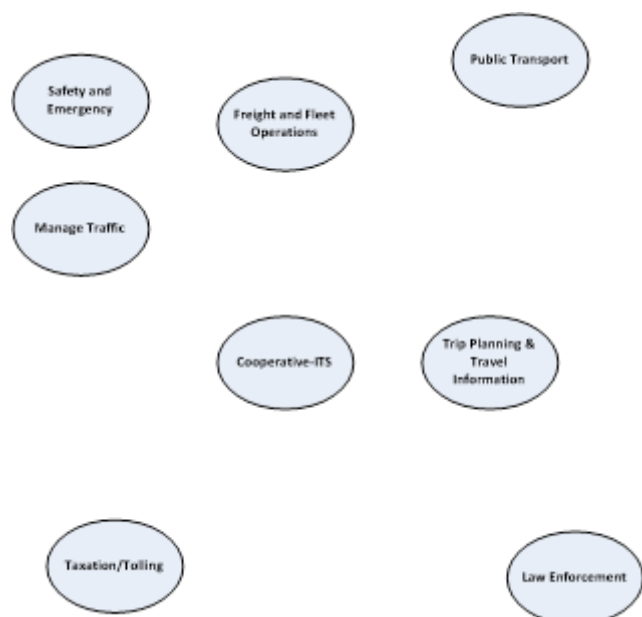 Public Transport
Safety and
Emergency
Freight and Fleet
Operations
Manage Traffic
Cooperative-ITS
Trip Planning &
Travel
Information
Taxation/Tolling
Law Enforcement